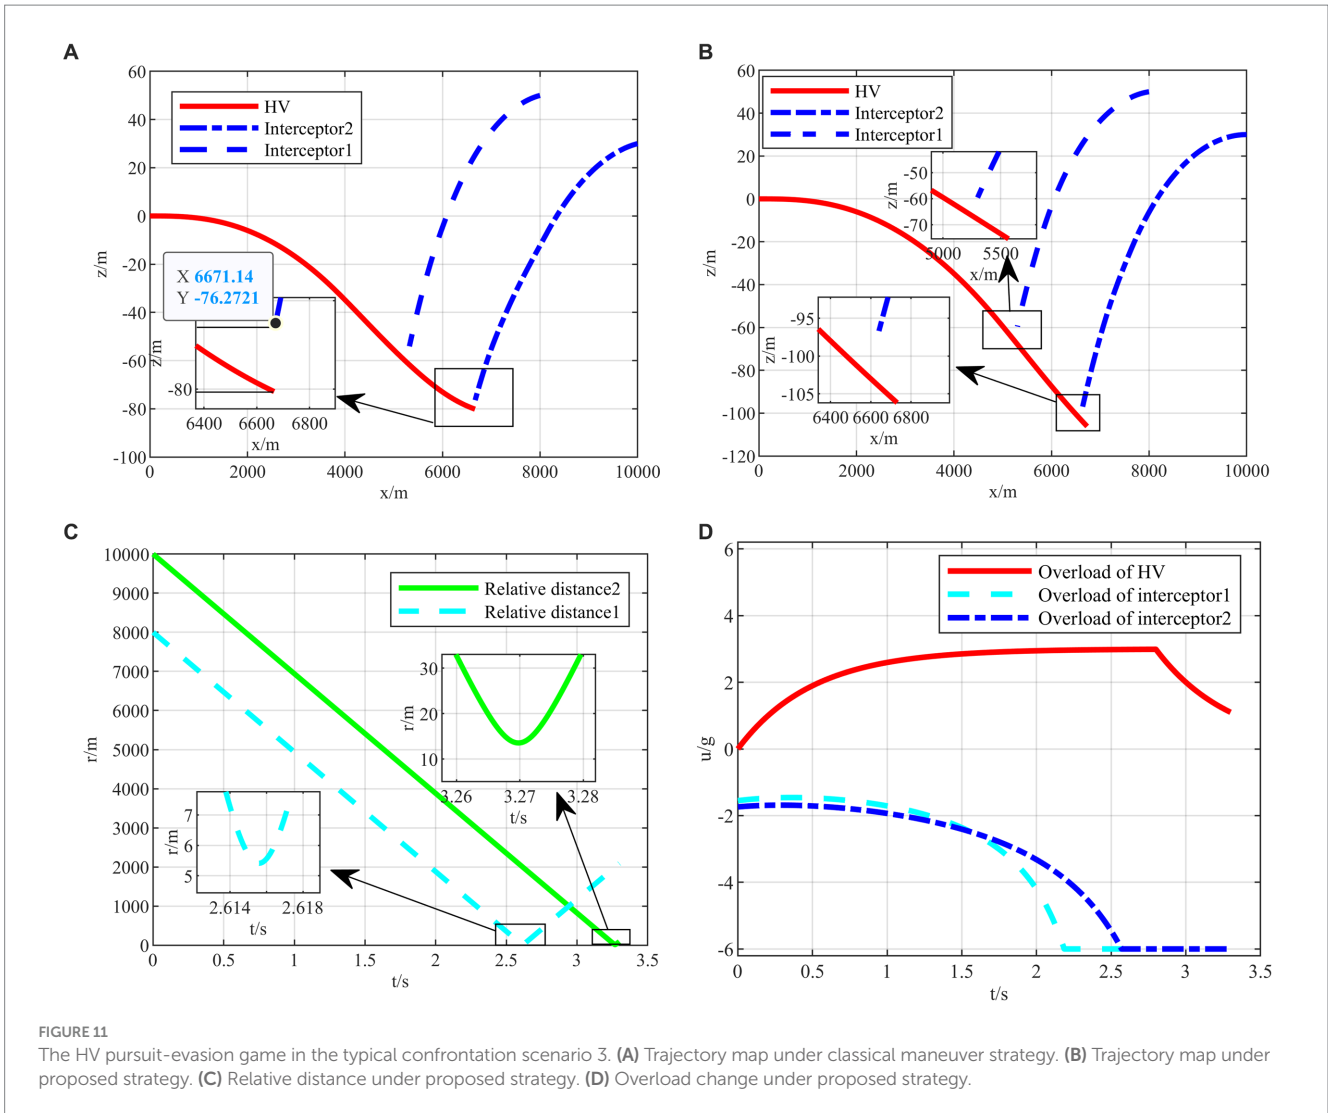 A
60
40
20
0
-20
-40
-60
-80
-100
z/m
HV
Interceptor2
Interceptor1
X 6671.14
Y -76.2721
z/m
-80
6400 6600 6800
x/m
0 2000 4000 6000 8000 10000
x/m
B
60
40
20
0
-20
-40
-60
-80
-100
-120
z/m
HV
Interceptor2
Interceptor1
-50
-60
-70
z/m
5000 5500
x/m
-95
-100
-105
z/m
6400 6600 6800
x/m
0 2000 4000 6000 8000 10000
x/m
C
10000
9000
8000
7000
6000
5000
4000
3000
2000
1000
0
r/m
Relative distance2
Relative distance1
30
20
10
r/m
3.26 3.27 3.28
t/s
7
6
5
r/m
2.614 2.618
t/s
0 0.5 1 1.5 2 2.5 3 3.5
t/s
D
6
4
2
0
-2
-4
-6
u/g
Overload of HV
Overload of interceptor1
Overload of interceptor2
0 0.5 1 1.5 2 2.5 3 3.5
t/s
FIGURE 11
The HV pursuit-evasion game in the typical confrontation scenario 3. (A) Trajectory map under classical maneuver strategy. (B) Trajectory map under
proposed strategy. (C) Relative distance under proposed strategy. (D) Overload change under proposed strategy.